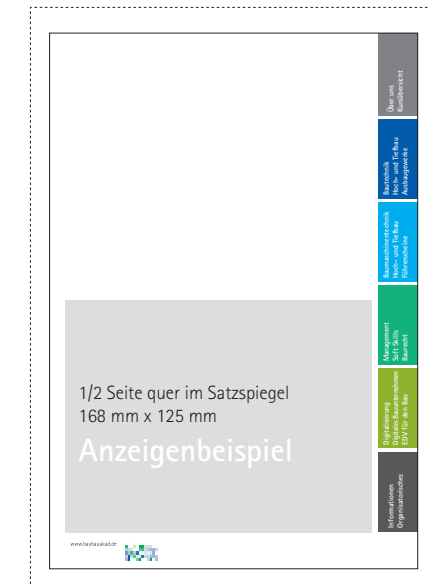 Über uns
Kursübersicht
Bautechnik
Hoch- und Tiefbau
Ausbaugewerke
Baumaschinentechnik
Hoch- und Tiefbau
Führerscheine
Management
Soft Skills
Baurecht
Digitalisierung
Digitales Bauunternehmen
EDV für den Bau
Informationen
Organisatorisches
1/2 Seite quer im Satzspiegel
168 mm x 125 mm
Anzeigenbeispiel
www.baybauakad.de